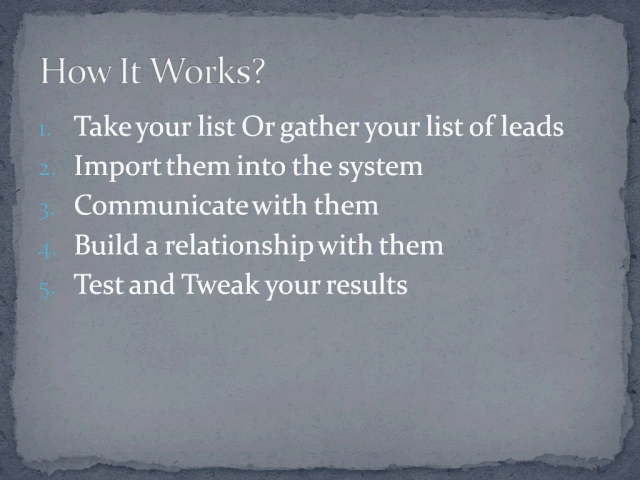 How It Works?
1. Take your list Or gather your list of leads
2. Import them into the system
3. Communicate with them
4. Build a relationship with them
5. Test and Tweak your results